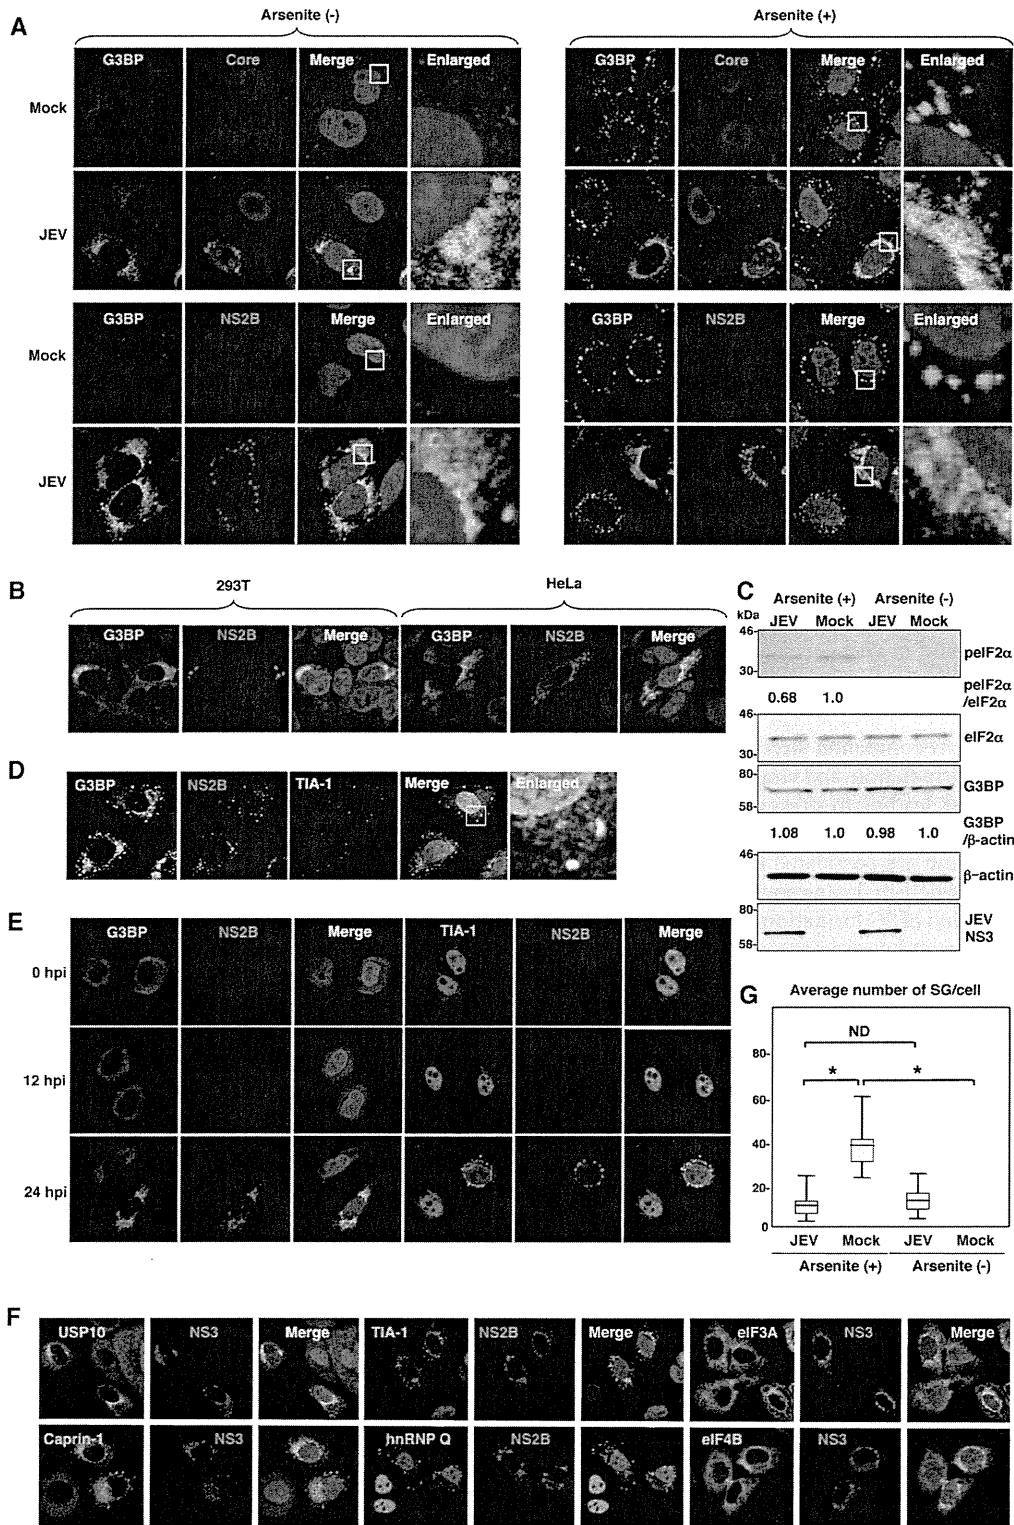 A
Arsenite (-)
Arsenite (+)
G3BP Core Merge Enlarged
G3BP Core Merge Enlarged
Mock
JEV
G3BP NS2B Merge Enlarged
G3BP NS2B Merge Enlarged
Mock
JEV
B
293T
HeLa
G3BP NS2B Merge G3BP NS2B Merge
C
Arsenite (+) Arsenite (-)
kDa JEV Mock JEV Mock
46-
30-
peIF2α
0.68 1.0
peIF2α
/eIF2α
46-
30-
eIF2α
80-
58-
G3BP
1.08 1.0 0.98 1.0
G3BP
/β-actin
46-
β-actin
80-
58-
JEV
NS3
D
G3BP NS2B TIA-1 Merge Enlarged
E
G3BP NS2B Merge TIA-1 NS2B Merge
0 hpi
12 hpi
24 hpi
G
Average number of SG/cell
80-
60-
40-
20-
0
ND
*
*
JEV Mock JEV Mock
Arsenite (+) Arsenite (-)
F
USP10 NS3 Merge TIA-1 NS2B Merge eIF3A NS3 Merge
Caprin-1 NS3 hnRNP Q NS2B eIF4B NS3